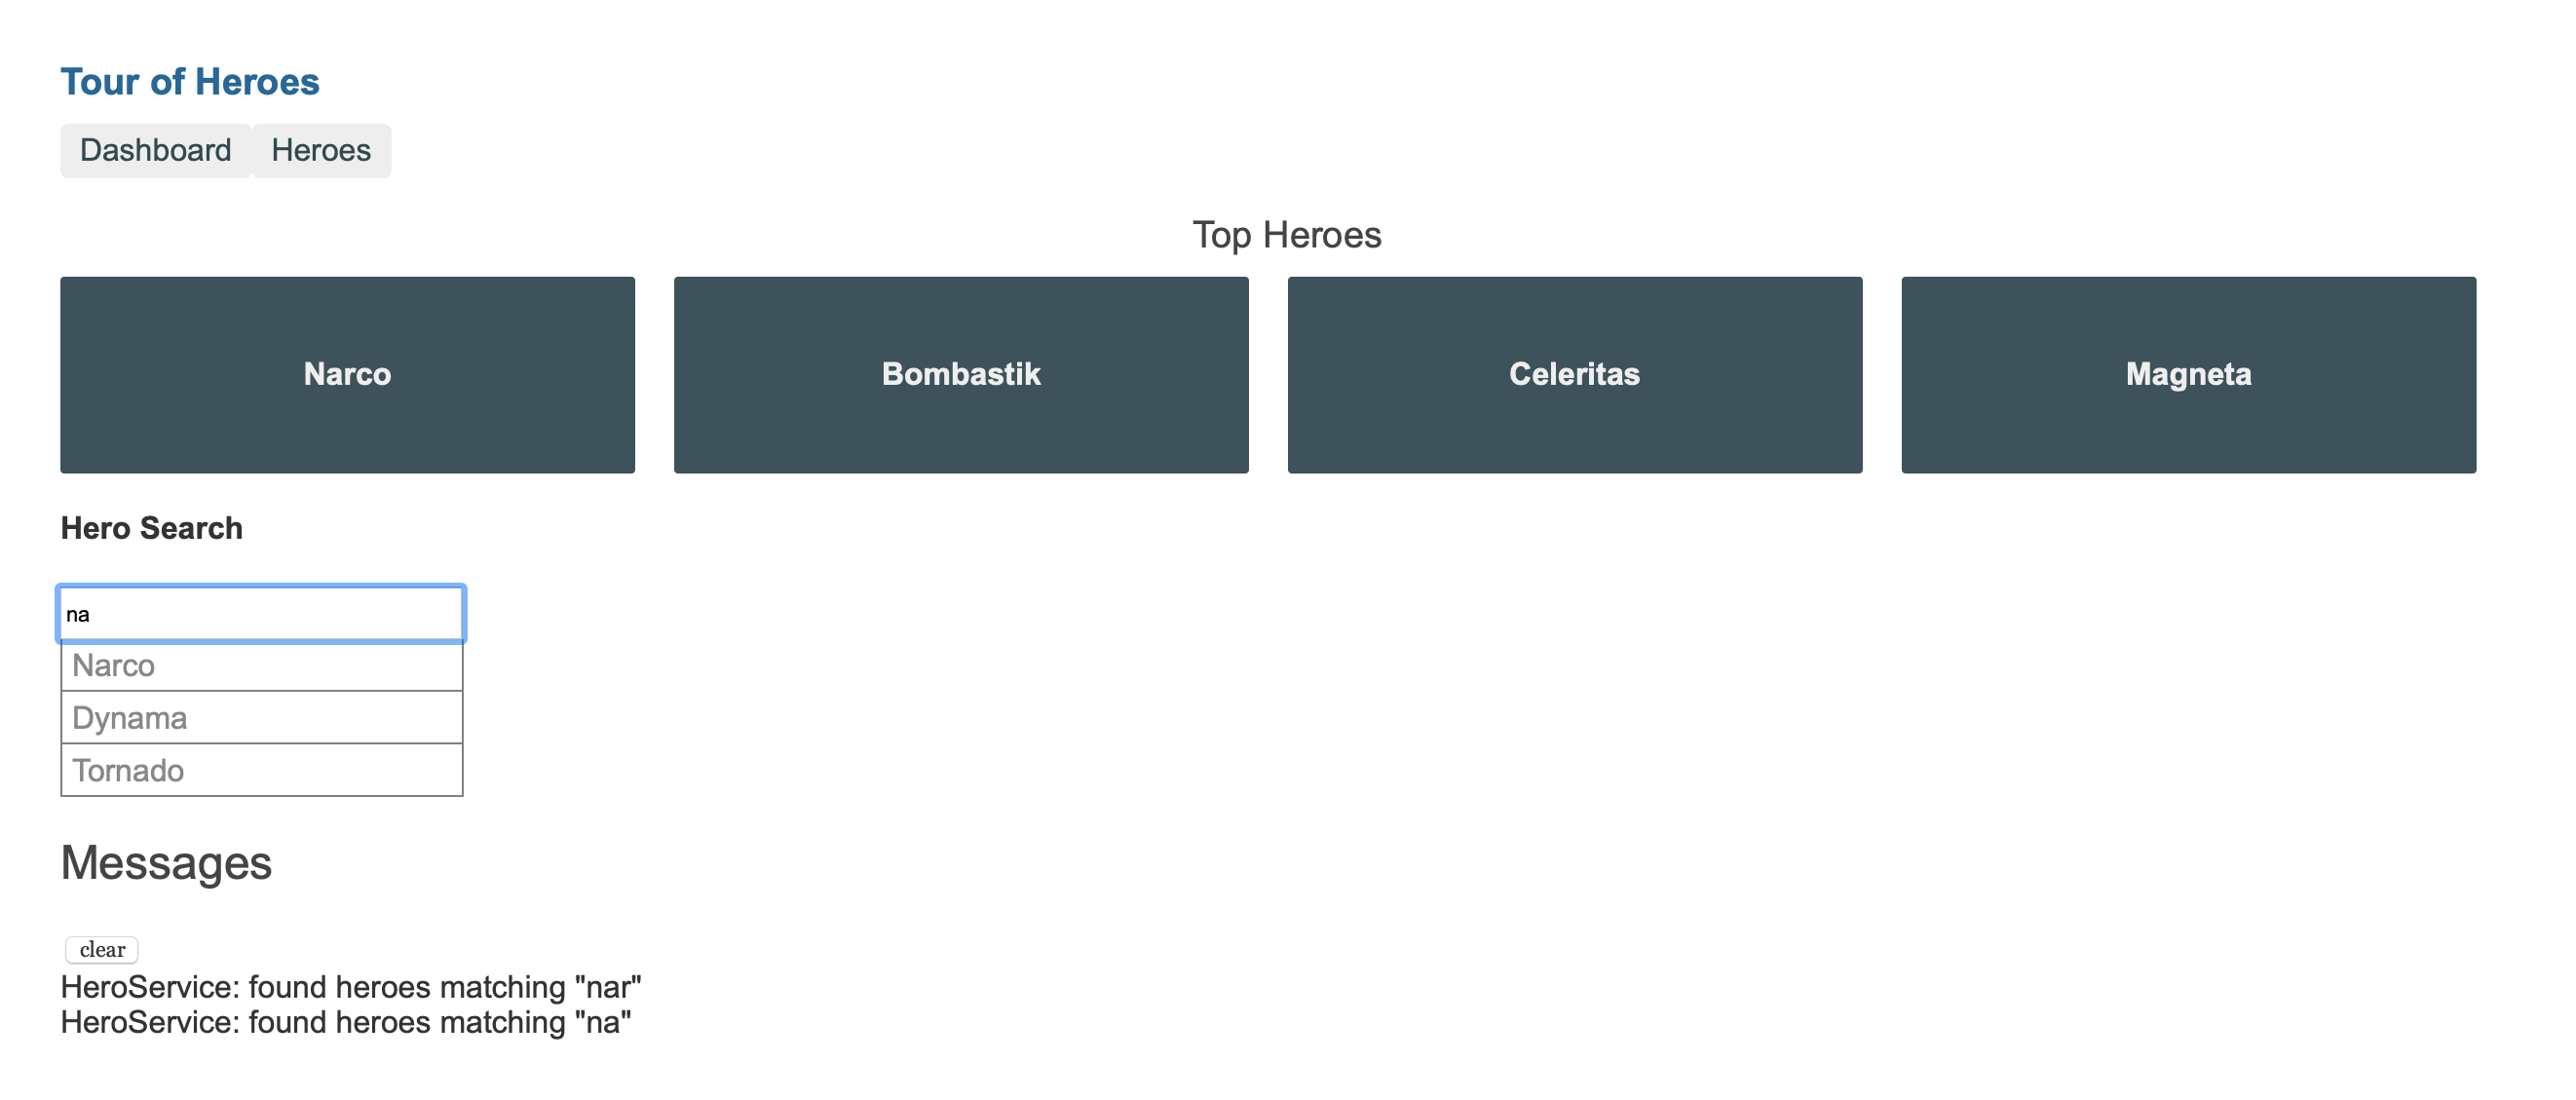 Tour of Heroes
Dashboard Heroes
Top Heroes
Narco Bombastik Celeritas Magneta
Hero Search
na
Narco
Dynama
Tornado
Messages
clear
HeroService: found heroes matching "nar"
HeroService: found heroes matching "na"